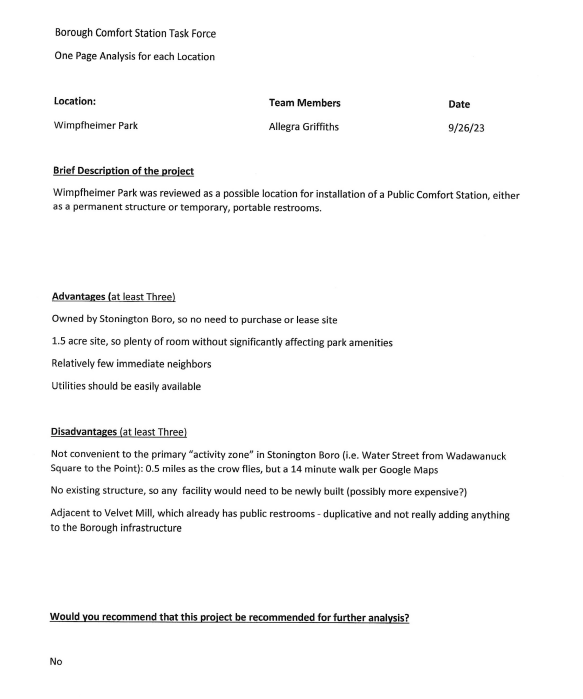 Borough Comfort Station Task Force
One Page Analysis for each Location
Location: Team Members Date
Wimpfheimer Park Allegra Griffiths 9/26/23
Brief Description of the project
Wimpfheimer Park was reviewed as a possible location for installation of a Public Comfort Station, either
as a permanent structure or temporary, portable restrooms.
Advantages (at least Three)
Owned by Stonington Boro, so no need to purchase or lease site
1.5 acre site, so plenty of room without significantly affecting park amenities
Relatively few immediate neighbors
Utilities should be easily available
Disadvantages (at least Three)
Not convenient to the primary “activity zone” in Stonington Boro (i.e. Water Street from Wadawanuck
Square to the Point): 0.5 miles as the crow flies, but a 14 minute walk per Google Maps
No existing structure, so any facility would need to be newly built (possibly more expensive?)
Adjacent to Velvet Mill, which already has public restrooms - duplicative and not really adding anything
to the Borough infrastructure
Would you recommend that this project be recommended for further analysis?
No